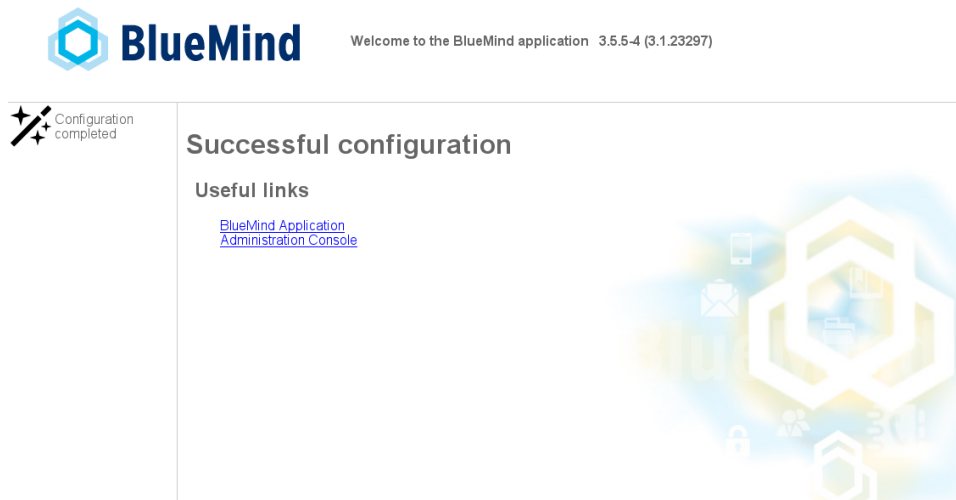 BlueMind
Welcome to the BlueMind application 3.5.5-4 (3.1.23297)
Configuration
completed
Successful configuration
Useful links
BlueMind Application
Administration Console
BlueMind